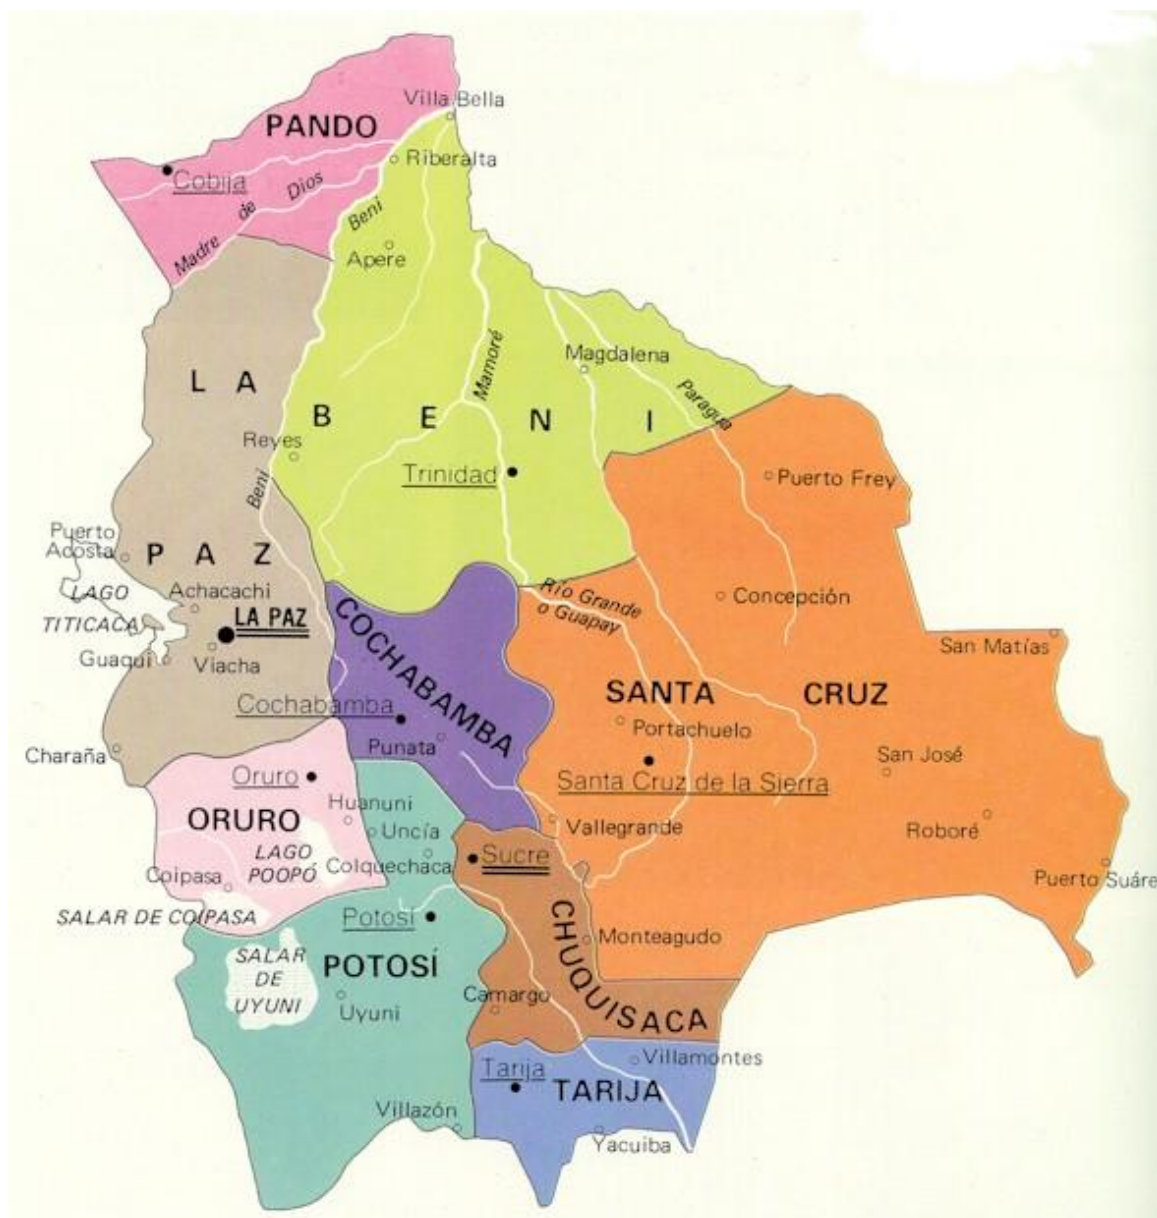 Villa Bella
PANDO
Riberalta
Cobija
Madre de Dios
Beni
Apere
Mamoré
Magdalena
LA
Paragua
B E N I
Reyes
Trinidad
Puerto Frey
Beni
Puerto
Acosta
PAZ
LAGO
TITICACA
Achacachi
LA PAZ
Río Grande
o Guapay
Concepción
Guaqui
Viacha
COCHABAMBA
San Matías
SANTA CRUZ
Cochabamba
Portachuelo
Punata
Charaña
San José
Oruro
Santa Cruz de la Sierra
Huanuni
ORURO
Uncía
Vallegrande
Roboré
LAGO
POOPÓ
Colquechaca
Sucre
Coipasa
Puerto Suáre
SALAR DE COIPASA
Potosí
CHUQUISACA
Monteagudo
SALAR
DE
UYUNI
POTOSÍ
Uyuni
Camargo
Villamontes
Tarija
TARIJA
Villazón
Yacuiba